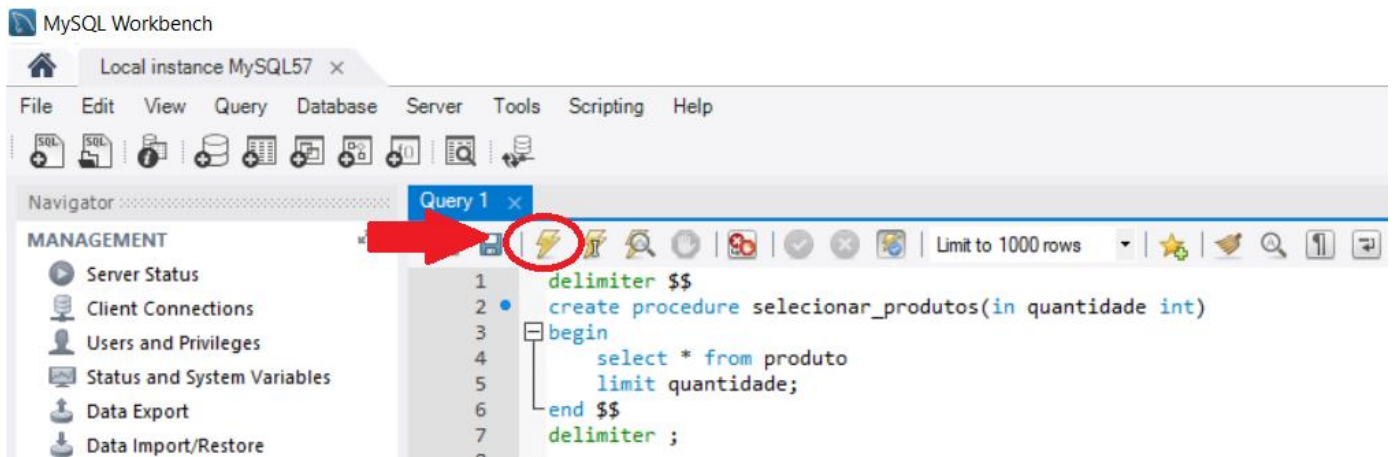 MySQL Workbench
Local instance MySQL57 ×
File Edit View Query Database Server Tools Scripting Help
Navigator
Query 1 ×
MANAGEMENT
Server Status
Client Connections
Users and Privileges
Status and System Variables
Data Export
Data Import/Restore
Limit to 1000 rows
1 delimiter $$
2 create procedure selecionar_produtos(in quantidade int)
3 begin
4 select * from produto
5 limit quantidade;
6 end $$
7 delimiter ;